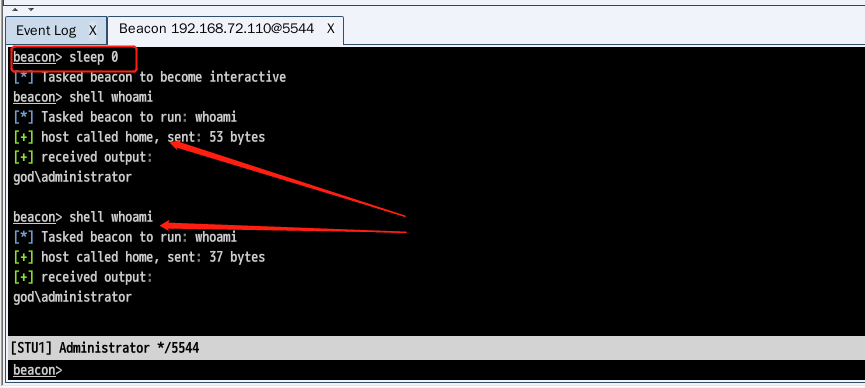 Event Log X Beacon 192.168.72.110@5544 X
beacon> sleep 0
[*] Tasked beacon to become interactive
beacon> shell whoami
[*] Tasked beacon to run: whoami
[+] host called home, sent: 53 bytes
[+] received output:
god\administrator
beacon> shell whoami
[*] Tasked beacon to run: whoami
[+] host called home, sent: 37 bytes
[+] received output:
god\administrator
[STU1] Administrator */5544
beacon>